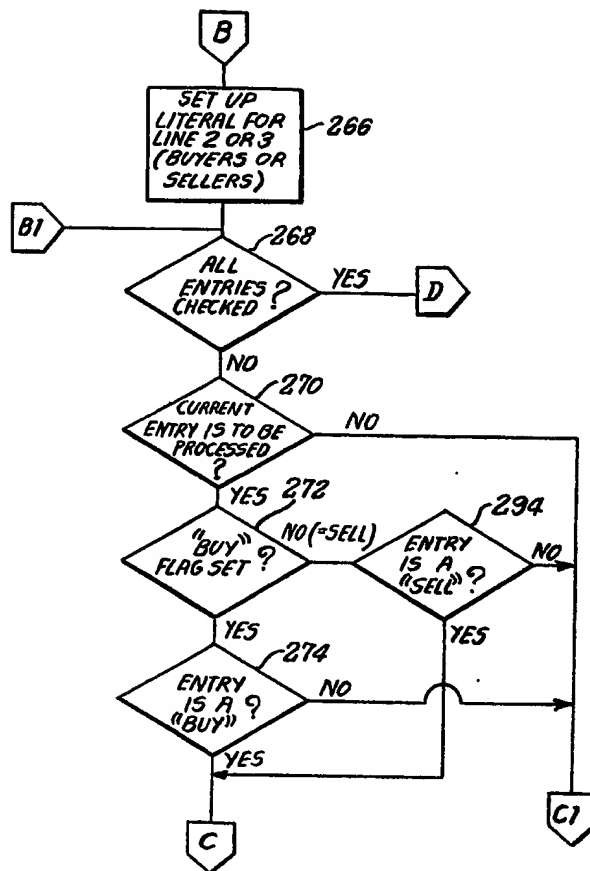 B
SET UP
LITERAL FOR
LINE 2 OR 3
(BUYERS OR
SELLERS)
266
B1
268
ALL
ENTRIES
CHECKED ?
YES
D
NO
270
CURRENT
ENTRY IS TO BE
PROCESSED
?
NO
YES
272
"BUY"
FLAG SET ?
NO (=SELL)
294
ENTRY
IS A
"SELL" ?
NO
YES
YES
274
ENTRY
IS A
"BUY" ?
NO
YES
C
C1